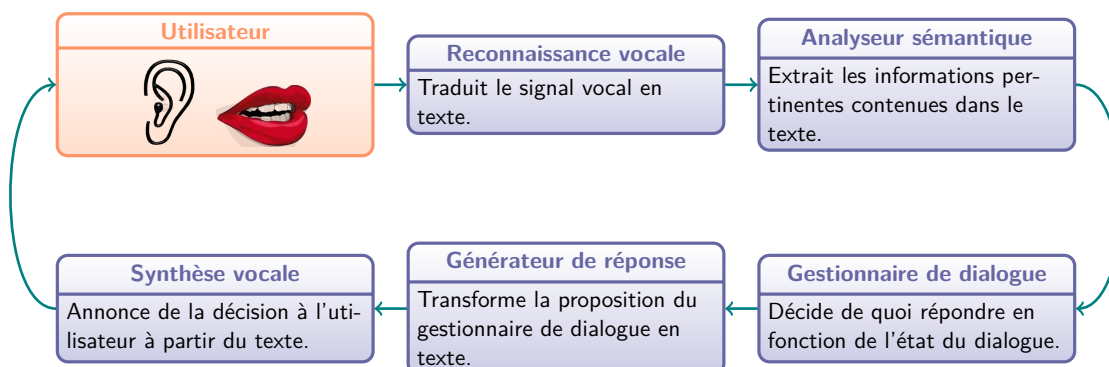 Utilisateur
Reconnaissance vocale
Traduit le signal vocal en
texte.
Analyseur sémantique
Extrait les informations per-
tinentes contenues dans le
texte.
Synthèse vocale
Annonce de la décision à l'uti-
lisateur à partir du texte.
Générateur de réponse
Transforme la proposition du
gestionnaire de dialogue en
texte.
Gestionnaire de dialogue
Décide de quoi répondre en
fonction de l'état du dialogue.